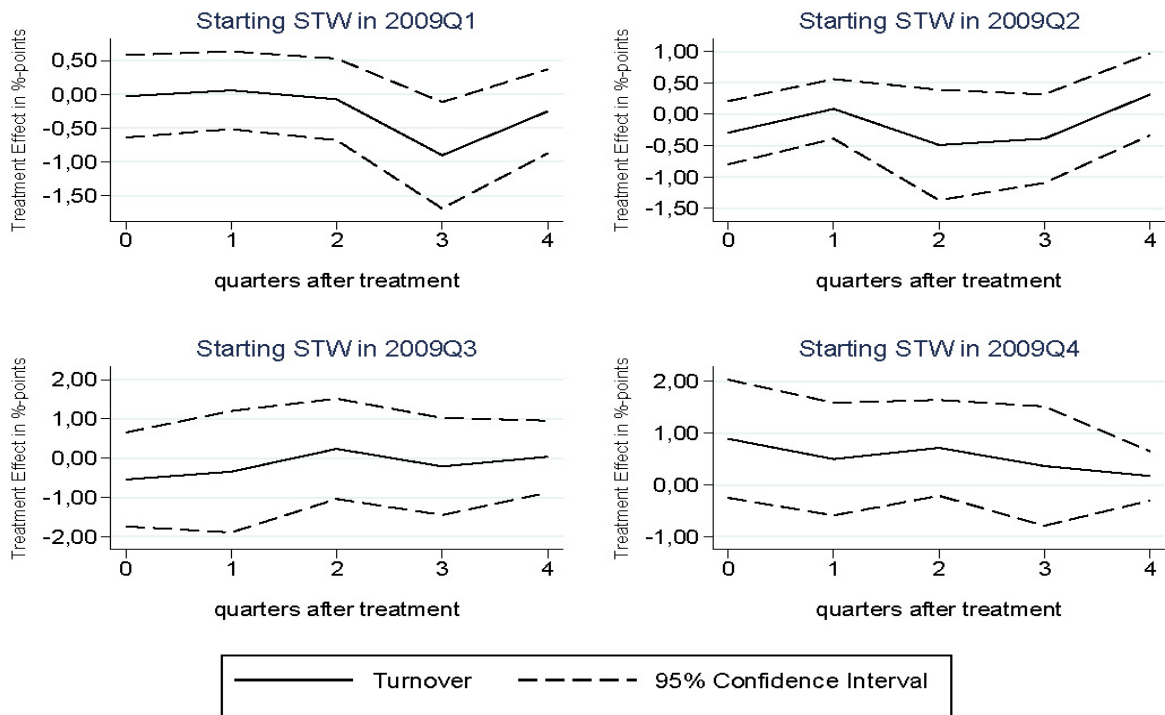 Starting STW in 2009Q1
Treatment Effect in %-points
0,50
0,00
-0,50
-1,00
-1,50
0 1 2 3 4
quarters after treatment
Starting STW in 2009Q2
Treatment Effect in %-points
1,00
0,50
0,00
-0,50
-1,00
-1,50
0 1 2 3 4
quarters after treatment
Starting STW in 2009Q3
Treatment Effect in %-points
2,00
1,00
0,00
-1,00
-2,00
0 1 2 3 4
quarters after treatment
Starting STW in 2009Q4
Treatment Effect in %-points
2,00
1,00
0,00
-1,00
0 1 2 3 4
quarters after treatment
Turnover 95% Confidence Interval